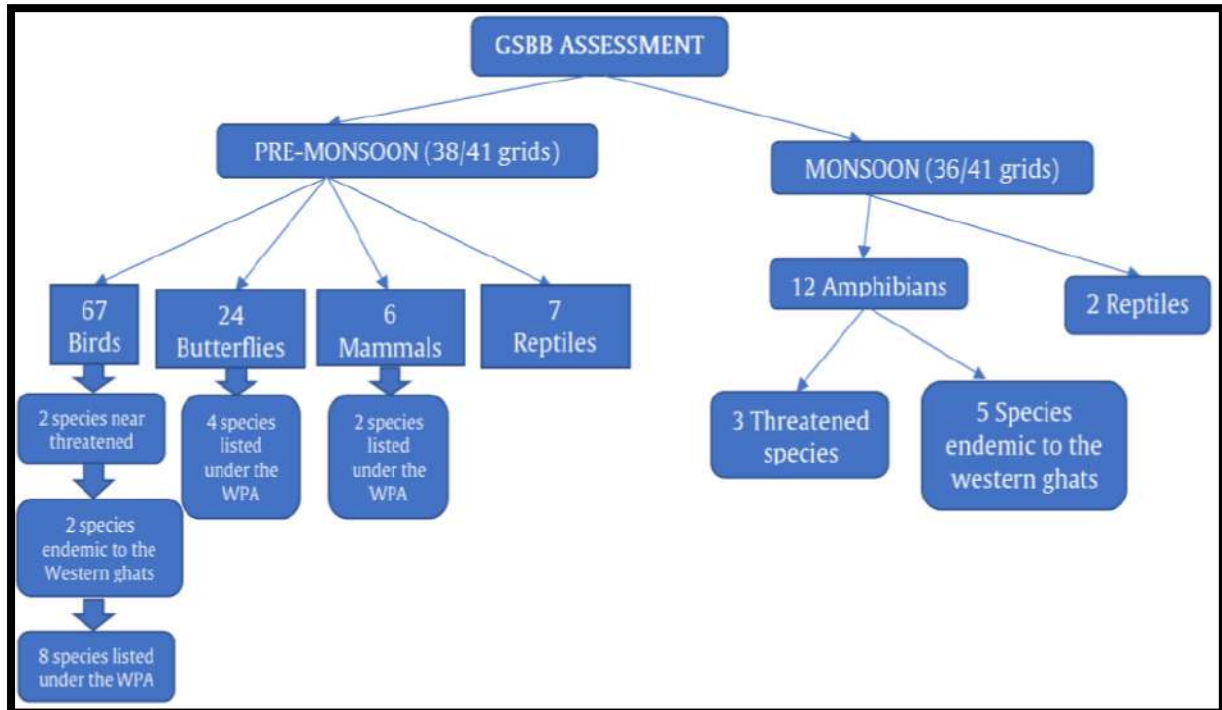 GSBB ASSESSMENT
PRE-MONSOON (38/41 grids)
MONSOON (36/41 grids)
67
Birds
24
Butterflies
6
Mammals
7
Reptiles
12 Amphibians
2 Reptiles
2 species near
threatened
4 species
listed
under the
WPA
2 species
listed
under the
WPA
3 Threatened
species
5 Species
endemic to the
western ghats
2 species
endemic to the
Western ghats
8 species listed
under the WPA